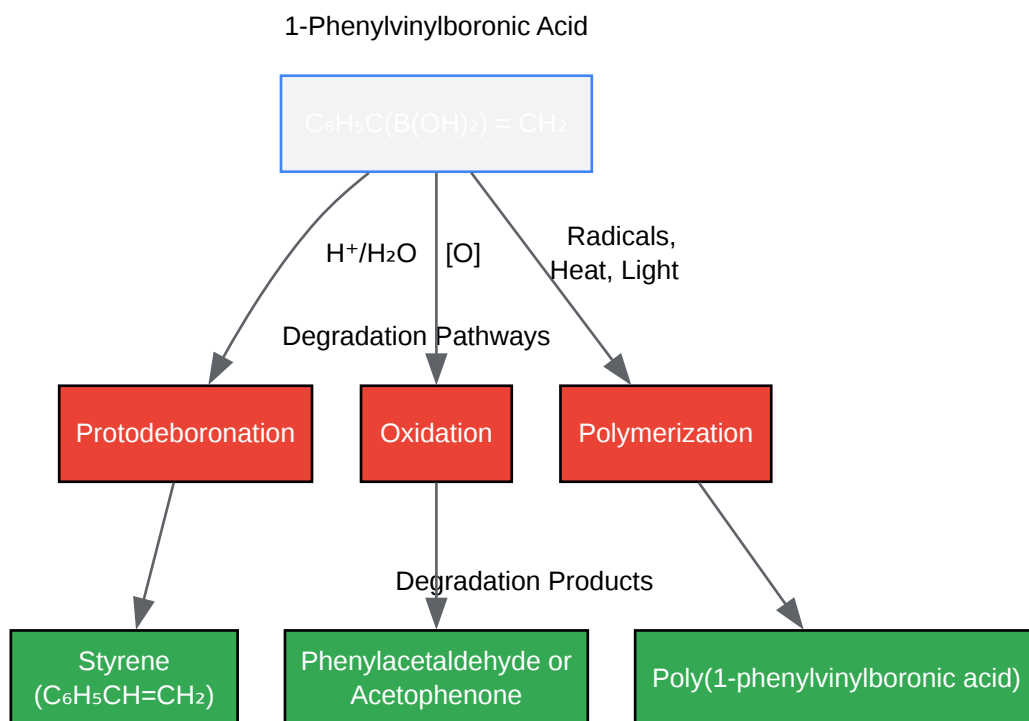 1-Phenylvinylboronic Acid
C₆H₅C(B(OH)₂) = CH₂
H⁺/H₂O
[O]
Radicals,
Heat, Light
Degradation Pathways
Protodeboronation
Oxidation
Polymerization
Degradation Products
Styrene
(C₆H₅CH=CH₂)
Phenylacetaldehyde or
Acetophenone
Poly(1-phenylvinylboronic acid)